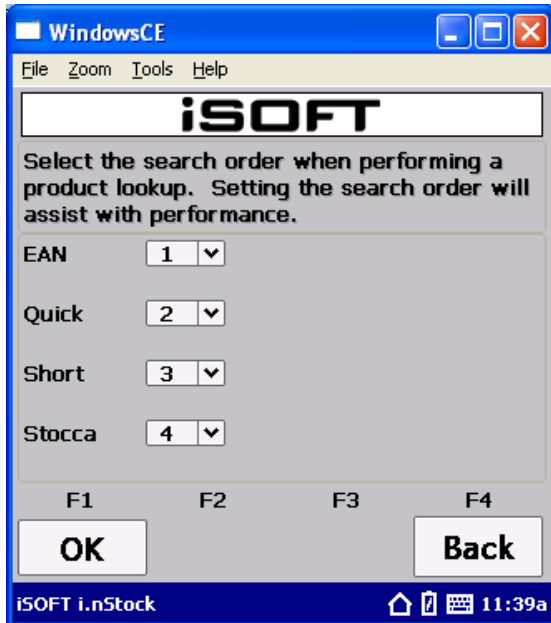 WindowsCE
File Zoom Tools Help
iSOFT
Select the search order when performing a
product lookup. Setting the search order will
assist with performance.
EAN 1
Quick 2
Short 3
Stocca 4
F1 F2 F3 F4
OK Back
iSOFT i.nStock 11:39a